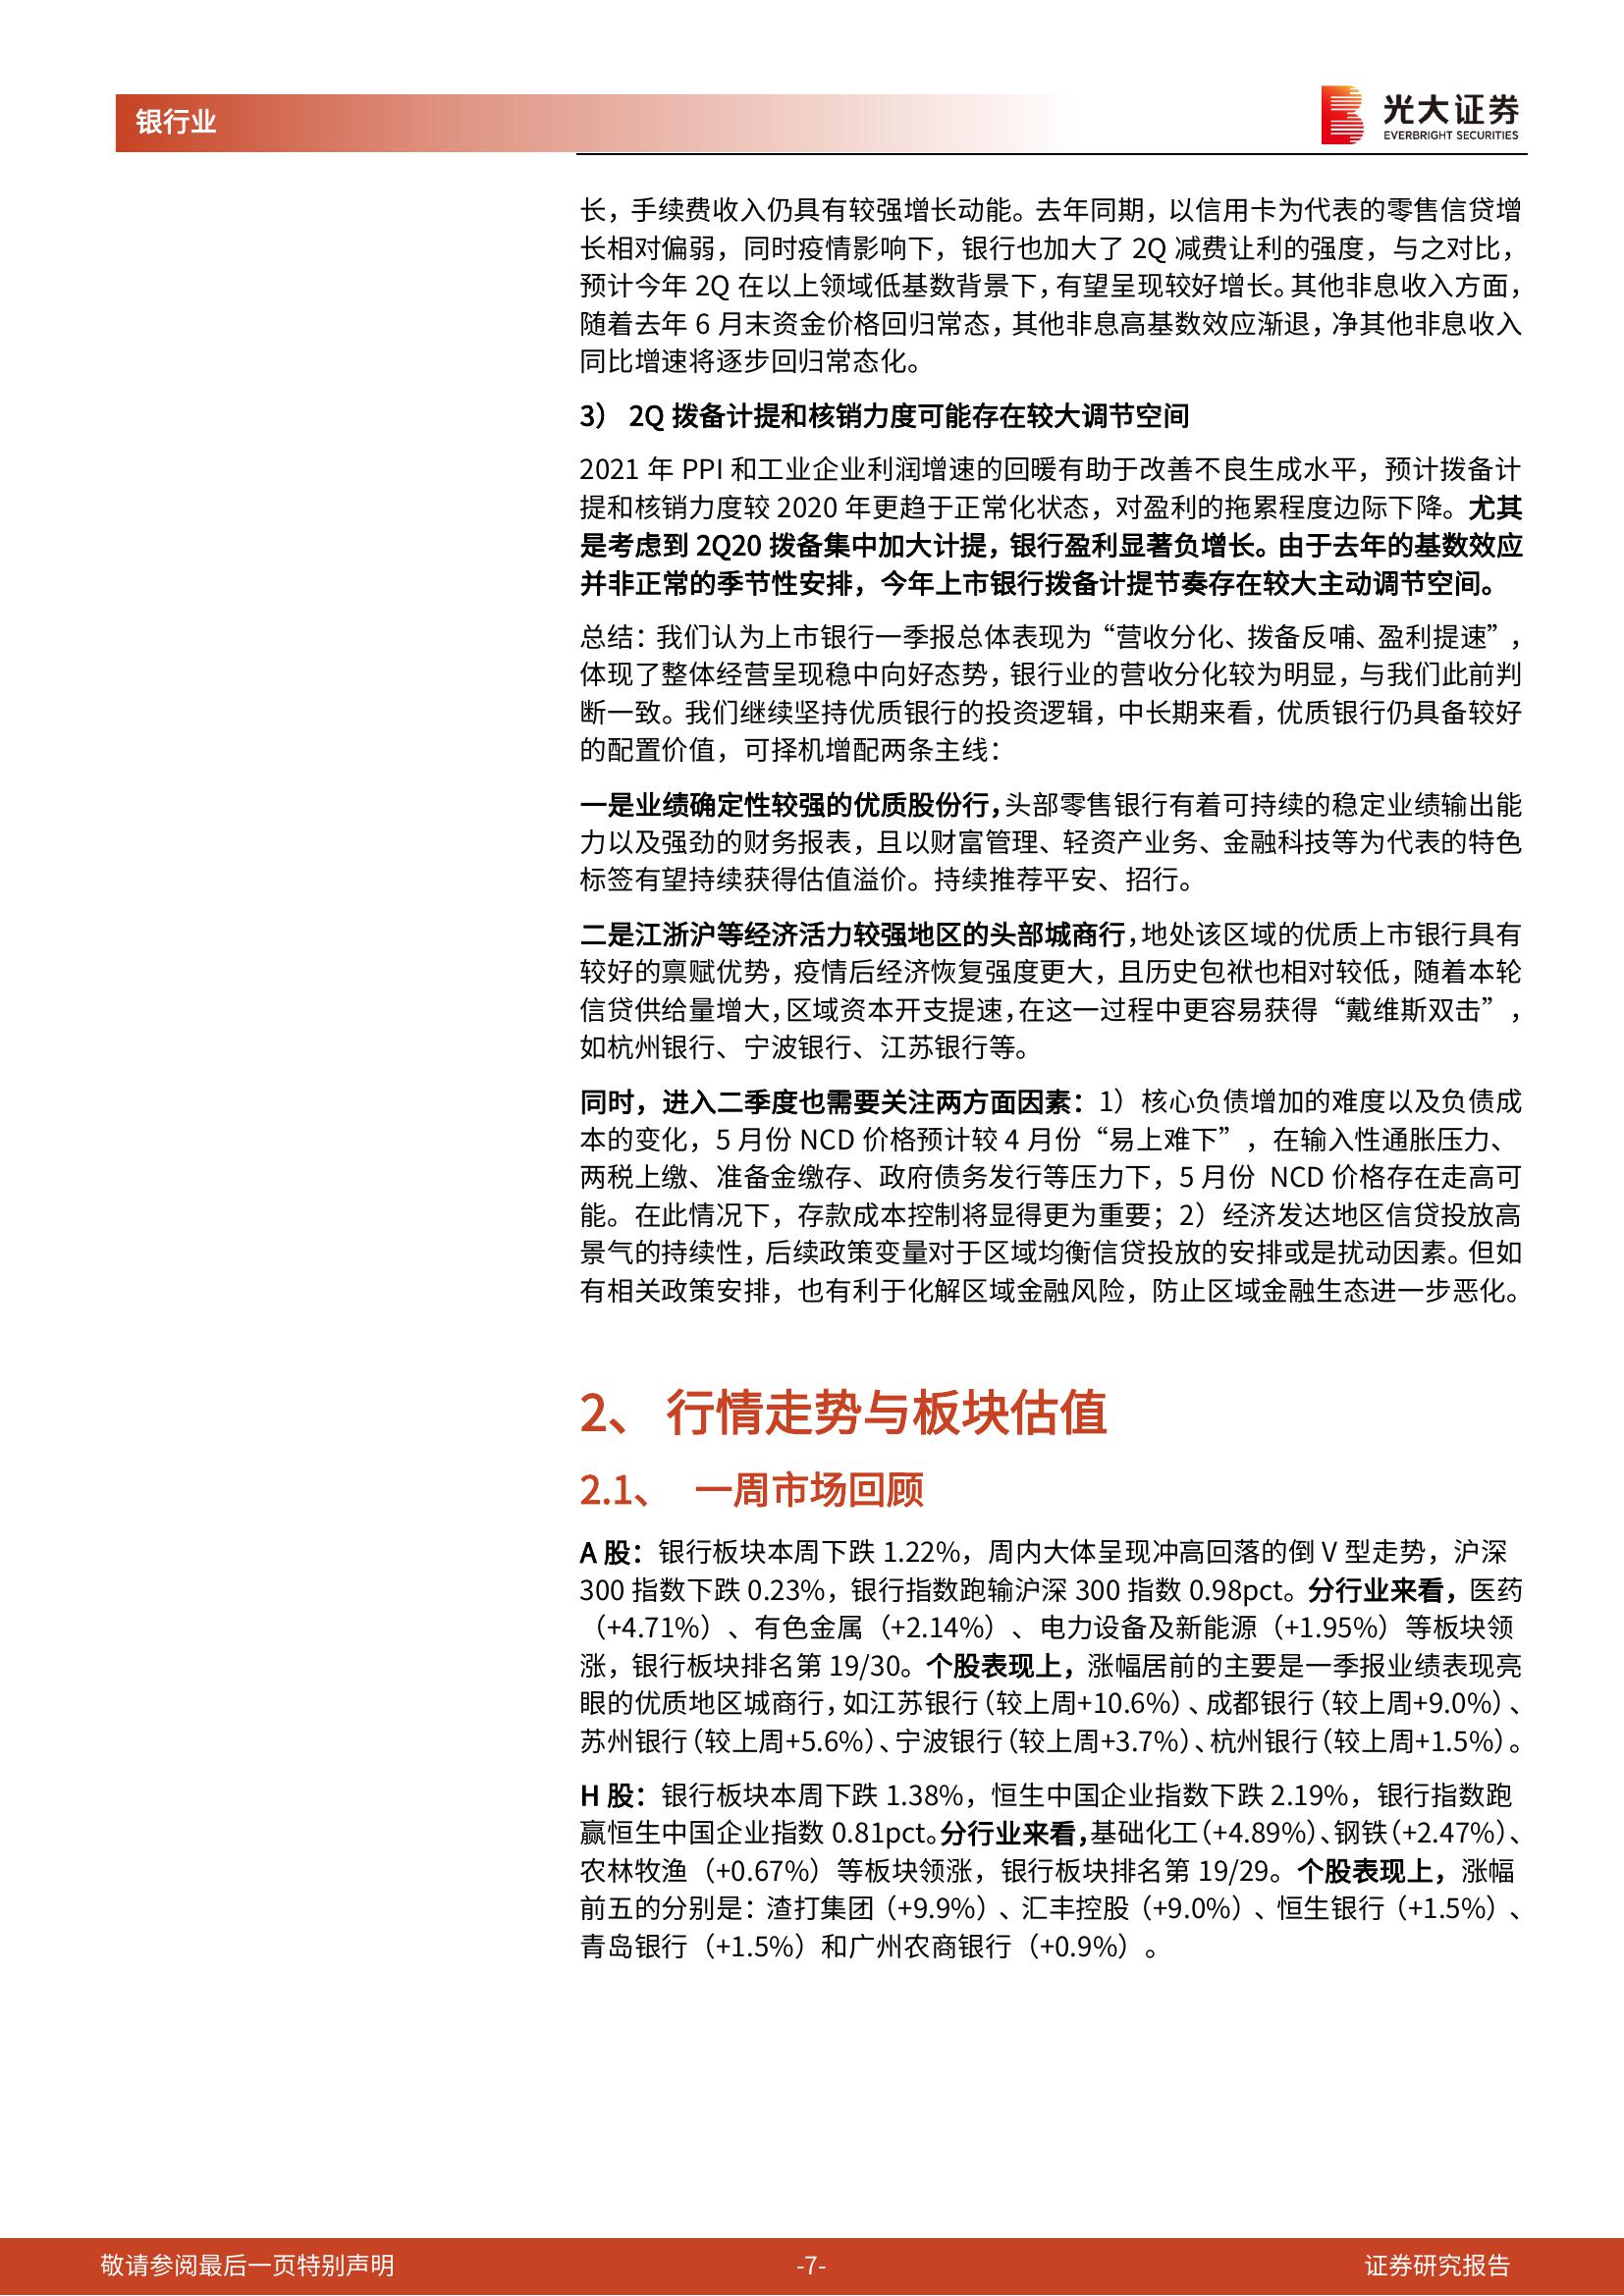 银行业
光大证券
EVERBRIGHT SECURITIES
长，手续费收入仍具有较强增长动能。去年同期，以信用卡为代表的零售信贷增
长相对偏弱，同时疫情影响下，银行也加大了 2Q 减费让利的强度，与之对比，
预计今年 2Q 在以上领域低基数背景下，有望呈现较好增长。其他非息收入方面，
随着去年 6 月末资金价格回归常态，其他非息高基数效应渐退，净其他非息收入
同比增速将逐步回归常态化。
3） 2Q 拨备计提和核销力度可能存在较大调节空间
2021 年 PPI 和工业企业利润增速的回暖有助于改善不良生成水平，预计拨备计
提和核销力度较 2020 年更趋于正常化状态，对盈利的拖累程度边际下降。尤其
是考虑到 2Q20 拨备集中加大计提，银行盈利显著负增长。由于去年的基数效应
并非正常的季节性安排，今年上市银行拨备计提节奏存在较大主动调节空间。
总结：我们认为上市银行一季报总体表现为“营收分化、拨备反哺、盈利提速”，
体现了整体经营呈现稳中向好态势，银行业的营收分化较为明显，与我们此前判
断一致。我们继续坚持优质银行的投资逻辑，中长期来看，优质银行仍具备较好
的配置价值，可择机增配两条主线：
一是业绩确定性较强的优质股份行，头部零售银行有着可持续的稳定业绩输出能
力以及强劲的财务报表，且以财富管理、轻资产业务、金融科技等为代表的特色
标签有望持续获得估值溢价。持续推荐平安、招行。
二是江浙沪等经济活力较强地区的头部城商行，地处该区域的优质上市银行具有
较好的禀赋优势，疫情后经济恢复强度更大，且历史包袱也相对较低，随着本轮
信贷供给量增大，区域资本开支提速，在这一过程中更容易获得“戴维斯双击”，
如杭州银行、宁波银行、江苏银行等。
同时，进入二季度也需要关注两方面因素：1）核心负债增加的难度以及负债成
本的变化，5 月份 NCD 价格预计较 4 月份“易上难下”，在输入性通胀压力、
两税上缴、准备金缴存、政府债务发行等压力下，5 月份 NCD 价格存在走高可
能。在此情况下，存款成本控制将显得更为重要；2）经济发达地区信贷投放高
景气的持续性，后续政策变量对于区域均衡信贷投放的安排或是扰动因素。但如
有相关政策安排，也有利于化解区域金融风险，防止区域金融生态进一步恶化。
2、 行情走势与板块估值
2.1、 一周市场回顾
A 股：银行板块本周下跌 1.22%，周内大体呈现冲高回落的倒 V 型走势，沪深
300 指数下跌 0.23%，银行指数跑输沪深 300 指数 0.98pct。分行业来看，医药
（+4.71%）、有色金属（+2.14%）、电力设备及新能源（+1.95%）等板块领
涨，银行板块排名第 19/30。个股表现上，涨幅居前的主要是一季报业绩表现亮
眼的优质地区城商行，如江苏银行（较上周+10.6%）、成都银行（较上周+9.0%）、
苏州银行（较上周+5.6%）、宁波银行（较上周+3.7%）、杭州银行（较上周+1.5%）。
H 股：银行板块本周下跌 1.38%，恒生中国企业指数下跌 2.19%，银行指数跑
赢恒生中国企业指数 0.81pct。分行业来看，基础化工（+4.89%）、钢铁（+2.47%）、
农林牧渔（+0.67%）等板块领涨，银行板块排名第 19/29。个股表现上，涨幅
前五的分别是：渣打集团（+9.9%）、汇丰控股（+9.0%）、恒生银行（+1.5%）、
青岛银行（+1.5%）和广州农商银行（+0.9%）。
敬请参阅最后一页特别声明
-7-
证券研究报告